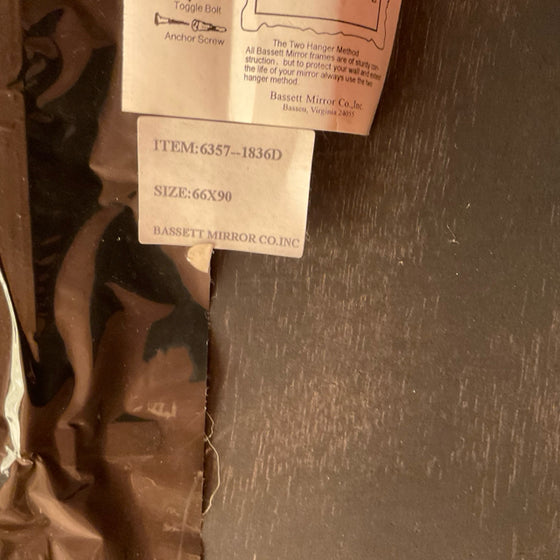 Toggle Bolt
Anchor Screw
The Two Hanger Method
All Bassett Mirror frames are of sturdy con-
struction, but to protect your wall and extend
the life of your mirror always use the two
hanger method.
Bassett Mirror Co., Inc.
Bassett, Virginia 24055
ITEM:6357--1836D
SIZE:66X90
BASSETT MIRROR CO.INC